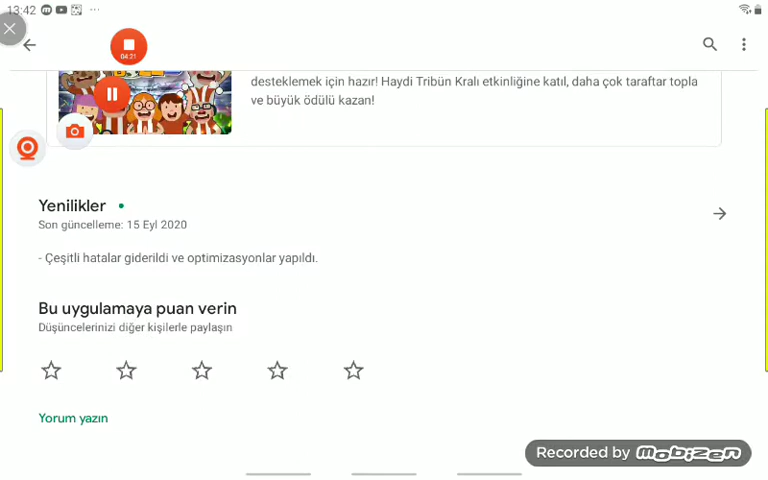 13:42
04:21
desteklemek için hazır! Haydi Tribün Kralı etkinliğine katıl, daha çok taraftar topla
ve büyük ödülü kazan!
Yenilikler
Son güncelleme: 15 Eyl 2020
- Çeşitli hatalar giderildi ve optimizasyonlar yapıldı.
Bu uygulamaya puan verin
Düşüncelerinizi diğer kişilerle paylaşın
Yorum yazın
Recorded by mobizen